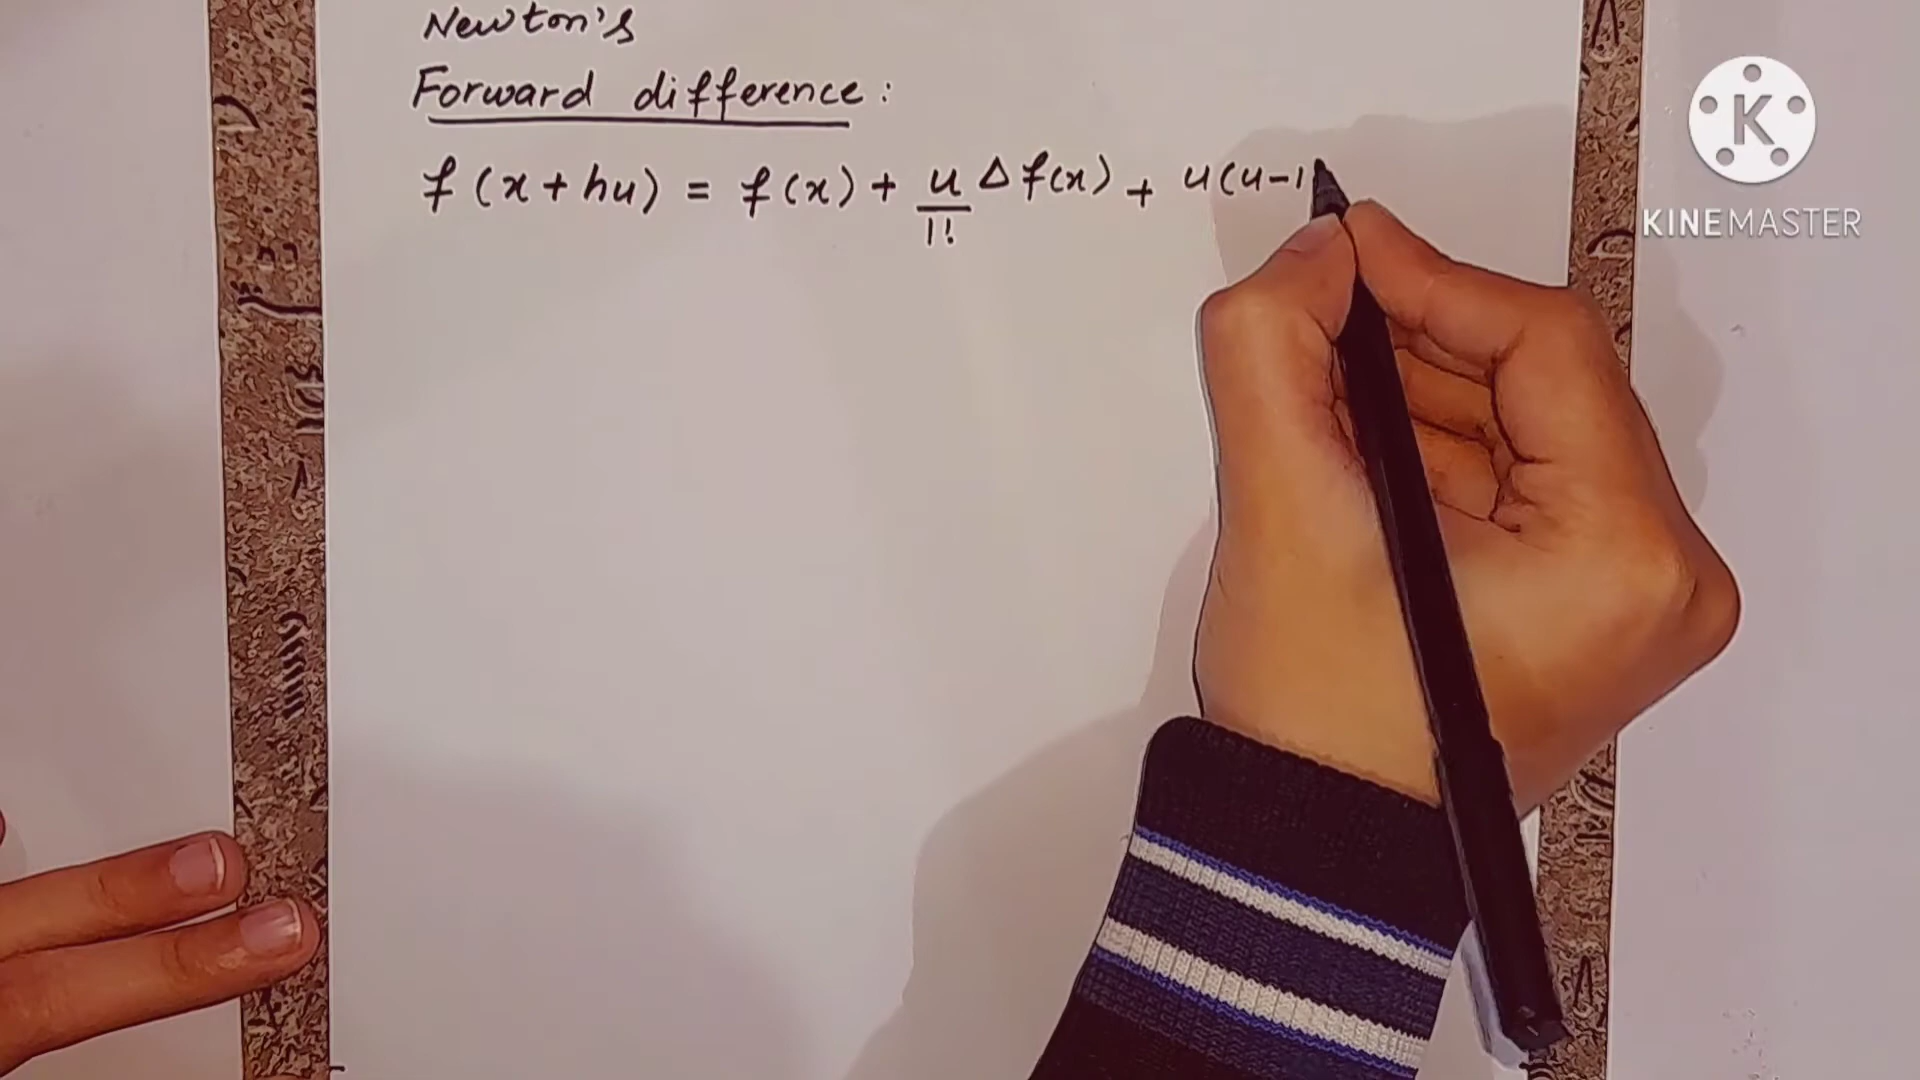 Newton's
Forward difference:
f(x+hu) = f(x) + u/1! Δf(x) + u(u-1
K
KINEMASTER